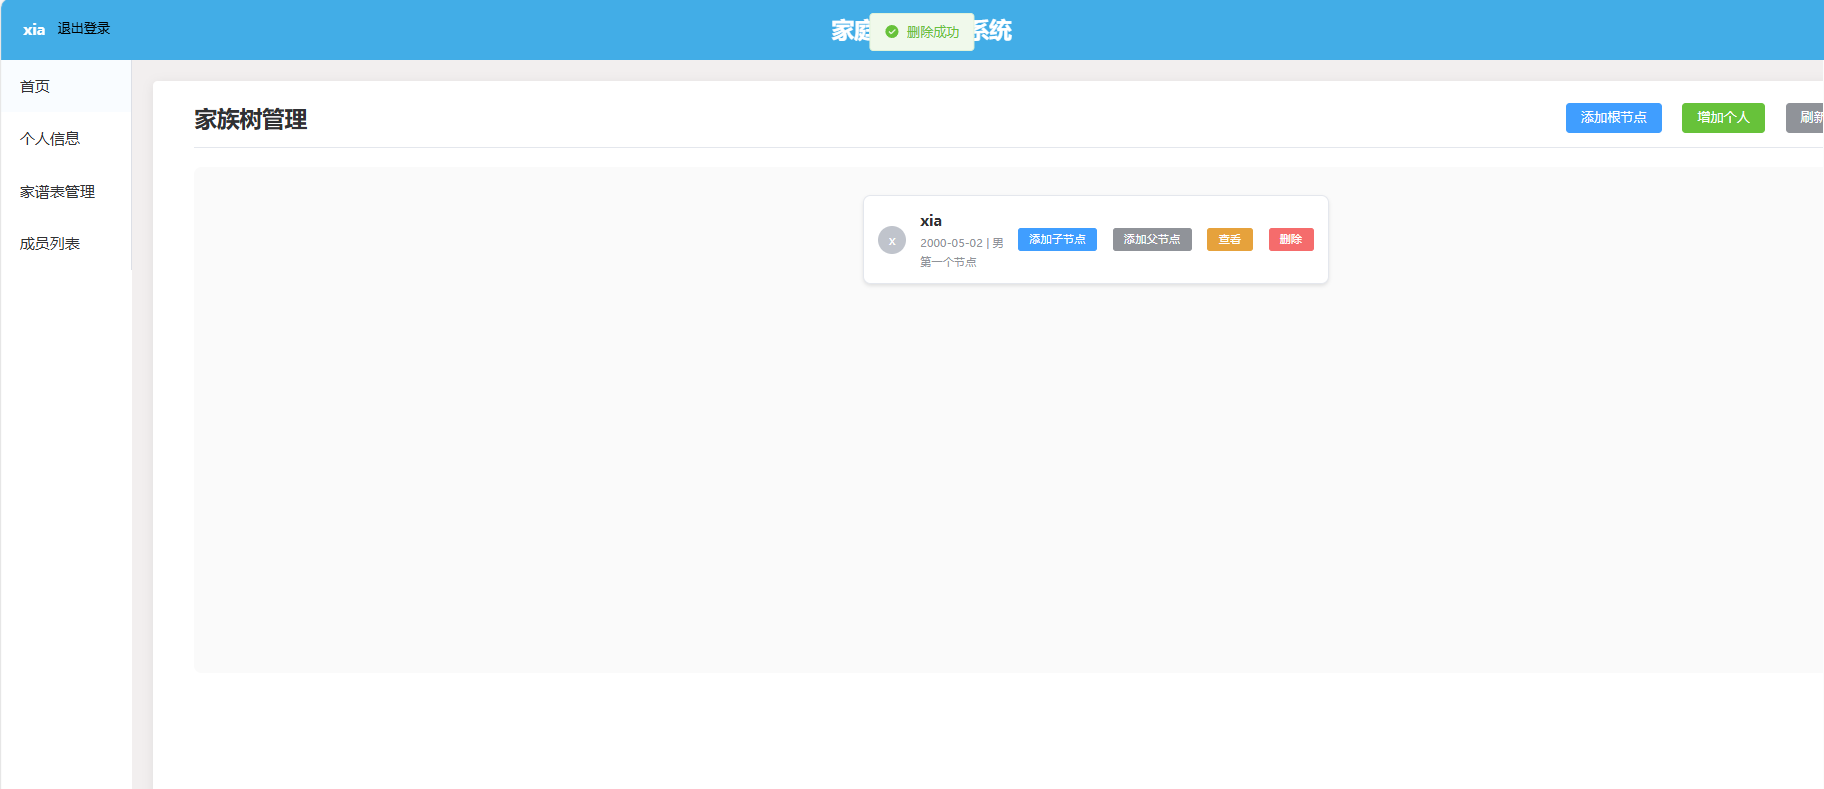 xia 退出登录
家庭
系统
删除成功
首页
个人信息
家谱表管理
成员列表
家族树管理
添加根节点 增加个人 刷新
x
xia
2000-05-02 | 男
第一个节点
添加子节点 添加父节点 查看 删除